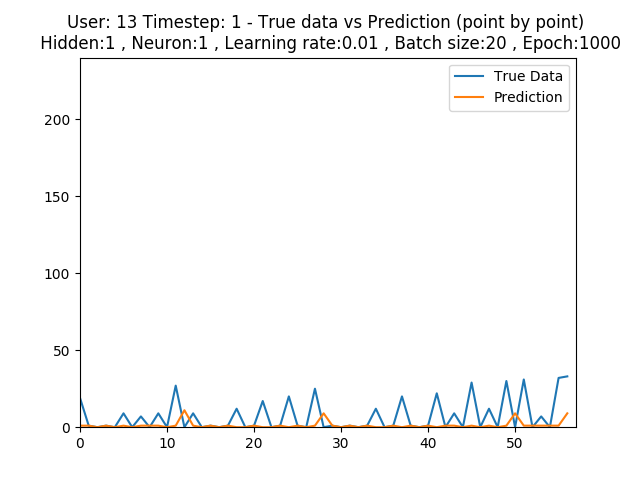 User: 13 Timestep: 1 - True data vs Prediction (point by point)
Hidden:1 , Neuron:1 , Learning rate:0.01 , Batch size:20 , Epoch:1000
True Data
Prediction
200
150
100
50
0
0 10 20 30 40 50